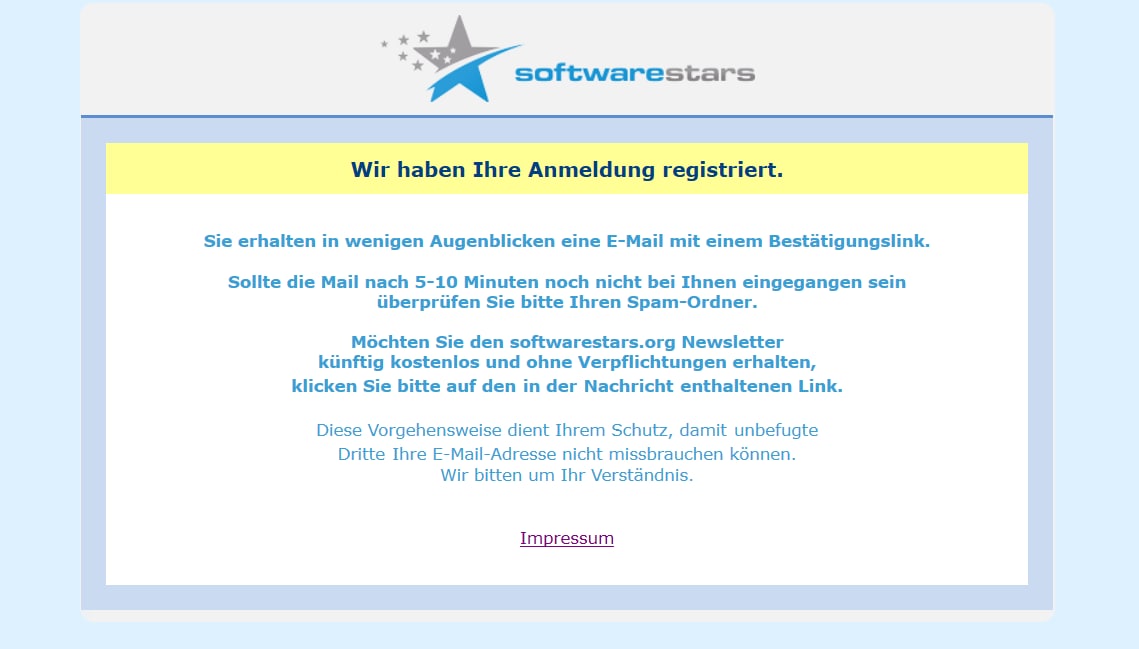 softwarestars
Wir haben Ihre Anmeldung registriert.
Sie erhalten in wenigen Augenblicken eine E-Mail mit einem Bestätigungslink.
Sollte die Mail nach 5-10 Minuten noch nicht bei Ihnen eingegangen sein
überprüfen Sie bitte Ihren Spam-Ordner.
Möchten Sie den softwarestars.org Newsletter
künftig kostenlos und ohne Verpflichtungen erhalten,
klicken Sie bitte auf den in der Nachricht enthaltenen Link.
Diese Vorgehensweise dient Ihrem Schutz, damit unbefugte
Dritte Ihre E-Mail-Adresse nicht missbrauchen können.
Wir bitten um Ihr Verständnis.
Impressum